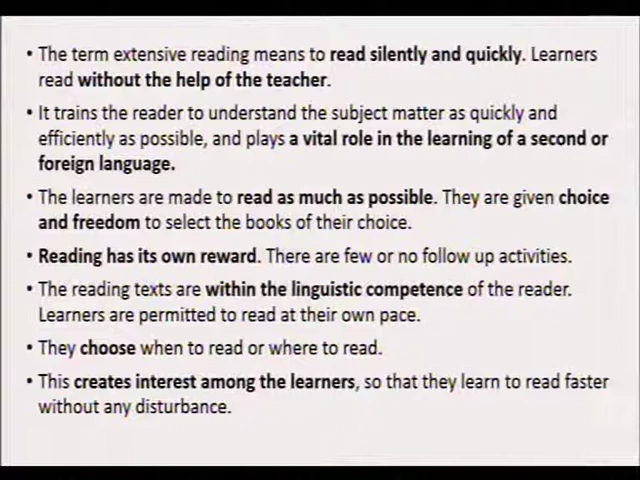 • The term extensive reading means to read silently and quickly. Learners
read without the help of the teacher.
• It trains the reader to understand the subject matter as quickly and
efficiently as possible, and plays a vital role in the learning of a second or
foreign language.
• The learners are made to read as much as possible. They are given choice
and freedom to select the books of their choice.
• Reading has its own reward. There are few or no follow up activities.
• The reading texts are within the linguistic competence of the reader.
Learners are permitted to read at their own pace.
• They choose when to read or where to read.
• This creates interest among the learners, so that they learn to read faster
without any disturbance.